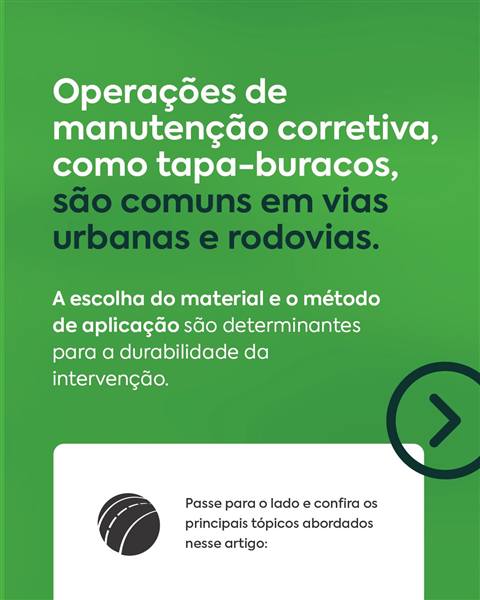 Operações de
manutenção corretiva,
como tapa-buracos,
são comuns em vias
urbanas e rodovias.
A escolha do material e o método
de aplicação são determinantes
para a durabilidade da
intervenção.
Passe para o lado e confira os
principais tópicos abordados
nesse artigo: